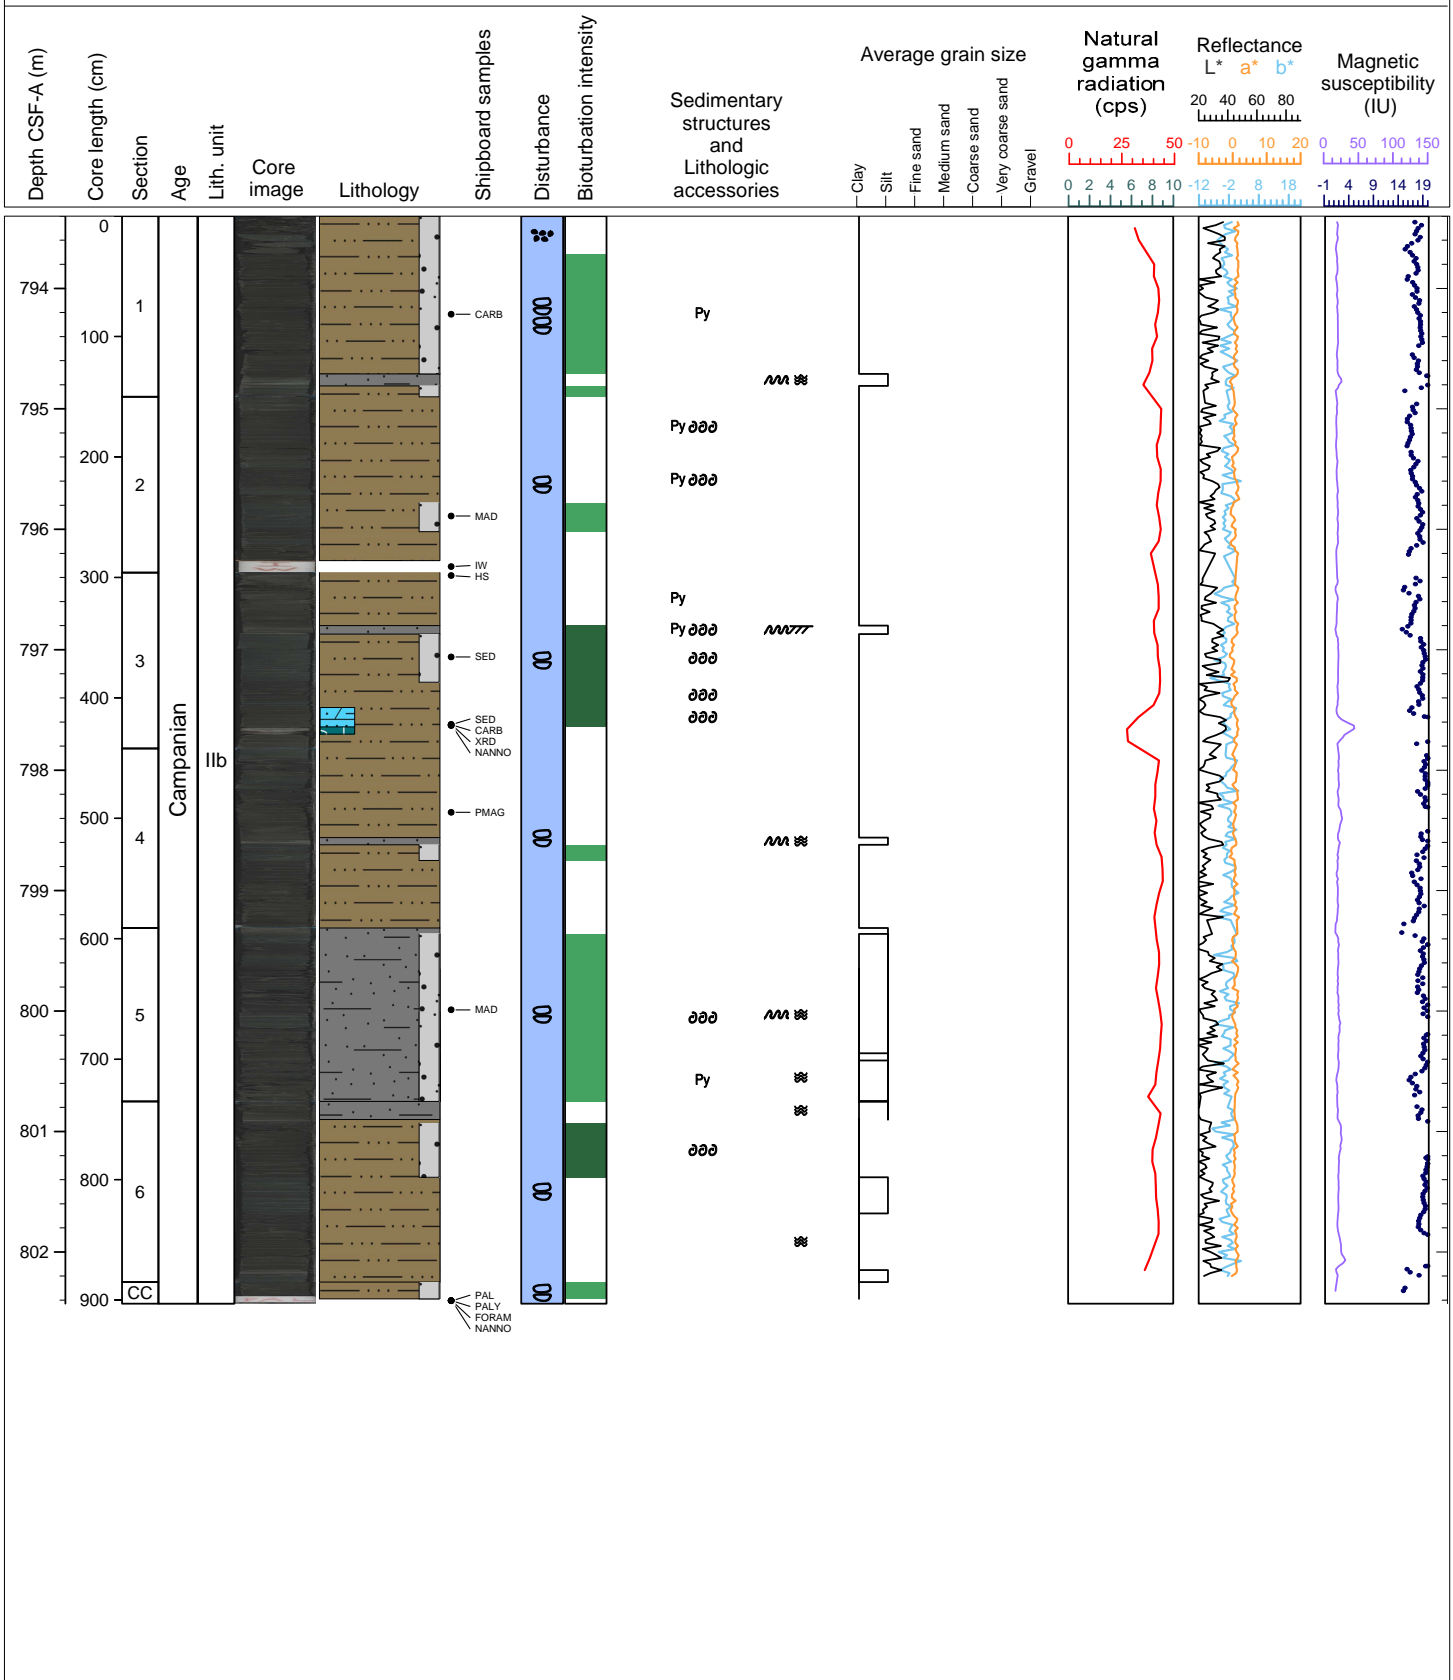 Depth CSF-A (m)
Core length (cm)
Section
Age
Lith. unit
Core
image
Lithology
Shipboard samples
Disturbance
Bioturbation intensity
Sedimentary
structures
and
Lithologic
accessories
Average grain size
Clay
Silt
Fine sand
Medium sand
Coarse sand
Very coarse sand
Gravel
Natural
gamma
radiation
(cps)
0 25 50
0 2 4 6 8 10
Reflectance
L* a* b*
20 40 60 80
-10 0 10 20
-12 -2 8 18
Magnetic
susceptibility
(IU)
0 50 100 150
-1 4 9 14 19
0
794
1
CARB
Py
100
795
Py
200
2
Py
MAD
796
IW
300
HS
Py
Py
797
3
SED
400
SED
CARB
XRD
NANNO
Campanian
IIb
798
PMAG
500
4
799
600
800
5
MAD
700
Py
801
800
6
802
CC
PAL
900
PALY
FORAM
NANNO